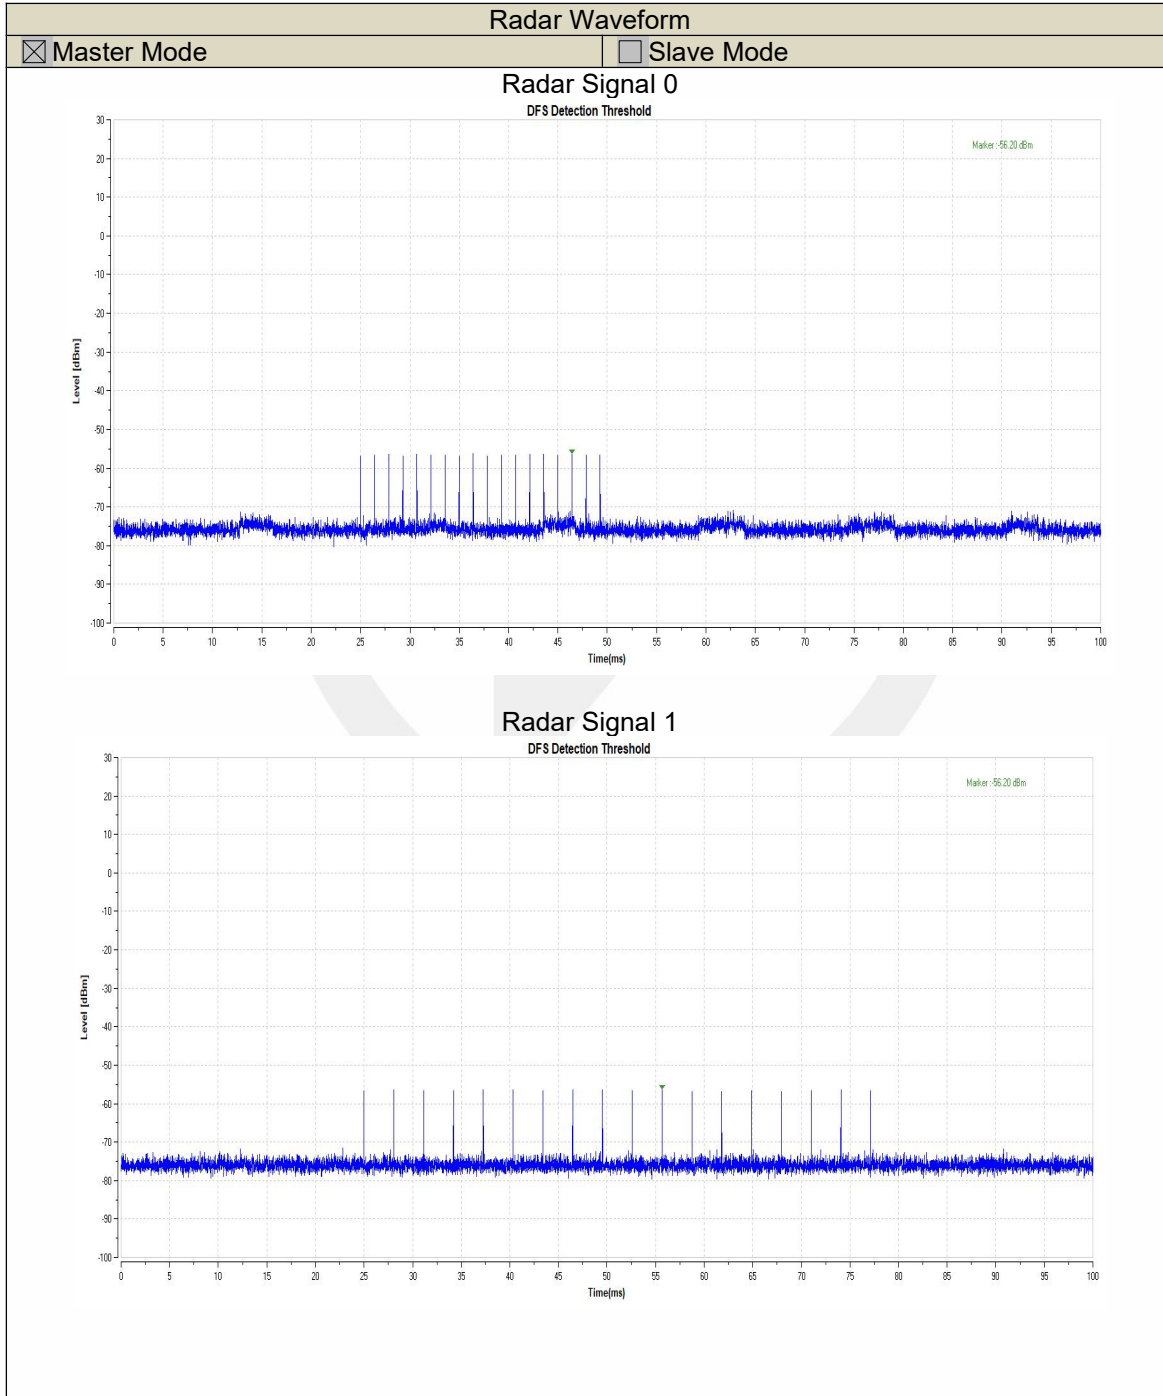 Radar Waveform
Master Mode
Slave Mode
Radar Signal 0
DFS Detection Threshold
Marker :-56.20 dBm
30
20
10
0
-10
-20
-30
-40
-50
-60
-70
-80
-90
-100
Level [dBm]
0 5 10 15 20 25 30 35 40 45 50 55 60 65 70 75 80 85 90 95 100
Time(ms)
Radar Signal 1
DFS Detection Threshold
Marker :-56.20 dBm
30
20
10
0
-10
-20
-30
-40
-50
-60
-70
-80
-90
-100
Level [dBm]
0 5 10 15 20 25 30 35 40 45 50 55 60 65 70 75 80 85 90 95 100
Time(ms)